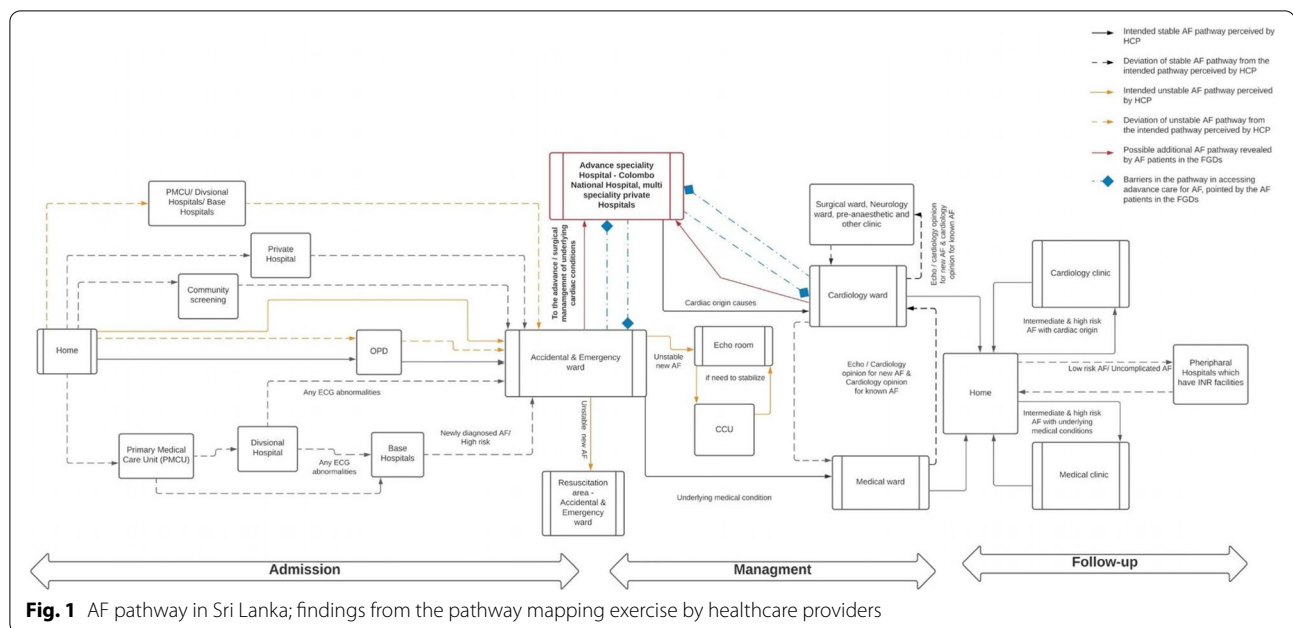 Intended stable AF pathway perceived by
HCP
Deviation of stable AF pathway from the
intended pathway perceived by HCP
Intended unstable AF pathway perceived
by HCP
Deviation of unstable AF pathway from
the intended pathway perceived by HCP
Possible additional AF pathway revealed
by AF patients in the FGDs
Barriers in the pathway in accessing
adavance care for AF, pointed by the AF
patients in the FGDs
Advance speciality
Hospital - Colombo
National Hospital, multi
speciality private
Hospitals
PMCU/ Divsional
Hospitals/ Base
Hospitals
Private
Hospital
Community
screening
Home
OPD
Any ECG abnormalities
Primary Medical
Care Unit (PMCU)
Divsional
Hospital
Any ECG
abnormalities
Base
Hospitals
Newly diagnosed AF/
High risk
To the adavance / surgical
manamgemnt of underlying
cardiac conditions
Accidental & Emergency
ward
Unstable new AF
Resuscitation area -
Accidental &
Emergency
ward
Unstable
new AF
Echo room
if need to stabilize
CCU
Cardiac origin causes
Underlying medical condition
Surgical ward, Neurology
ward, pre-anaesthetic and
other clinic
Echo / cardiology opinion
for new AF & cardiology
opinion for known AF
Cardiology ward
Echo / Cardiology
opinion for new AF &
Cardiology opinion
for known AF
Medical ward
Home
Cardiology clinic
Intermediate & high risk
AF with cardiac origin
Low risk AF/ Uncomplicated AF
Pheripharal
Hospitals which
have INR facilities
Intermediate & high risk
AF with underlying
medical conditions
Medical clinic
Admission
Managment
Follow-up
Fig. 1 AF pathway in Sri Lanka; findings from the pathway mapping exercise by healthcare providers